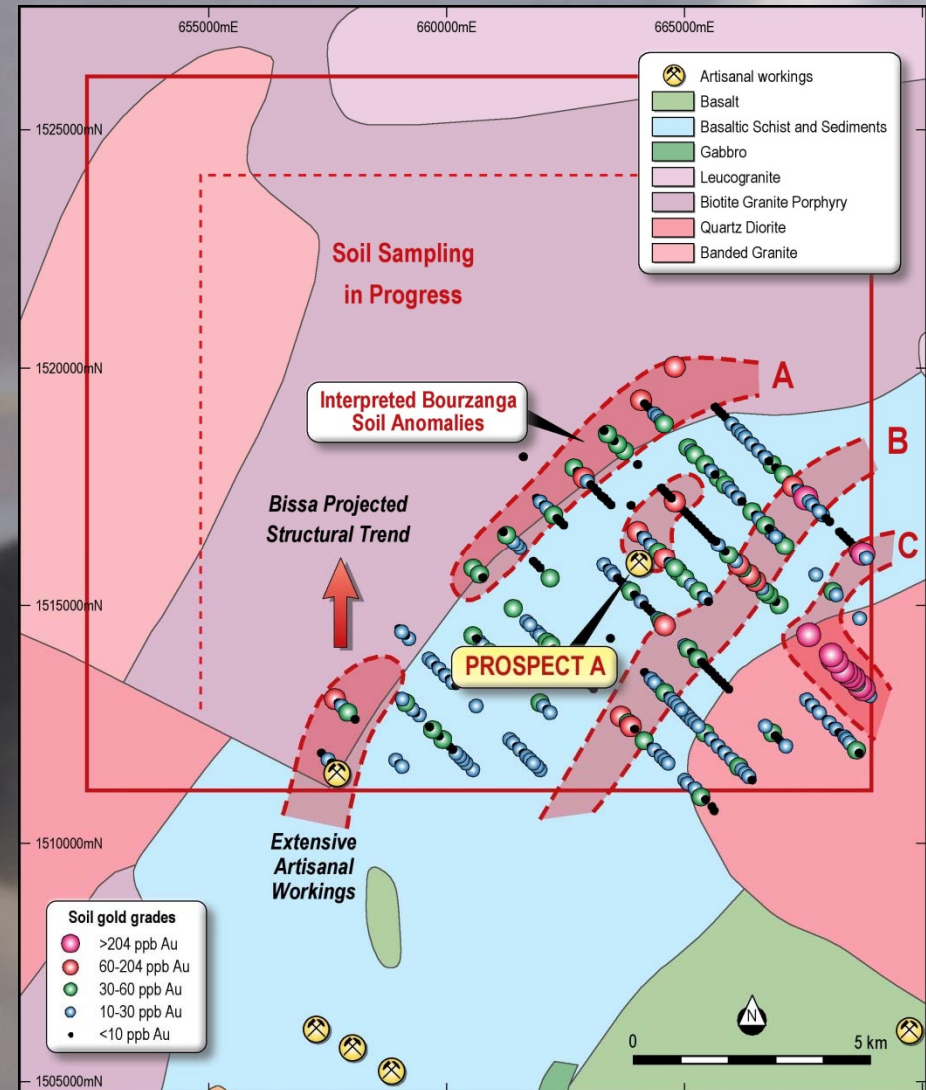 655000mE
660000mE
665000mE
1525000mN
1520000mN
1515000mN
1510000mN
1505000mN
Artisanal workings
Basalt
Basaltic Schist and Sediments
Gabbro
Leucogranite
Biotite Granite Porphyry
Quartz Diorite
Banded Granite
Soil Sampling
in Progress
A
Interpreted Bourzanga
Soil Anomalies
B
Bissa Projected
Structural Trend
C
PROSPECT A
Extensive
Artisanal
Workings
Soil gold grades
>204 ppb Au
60-204 ppb Au
30-60 ppb Au
10-30 ppb Au
<10 ppb Au
N
0
5 km